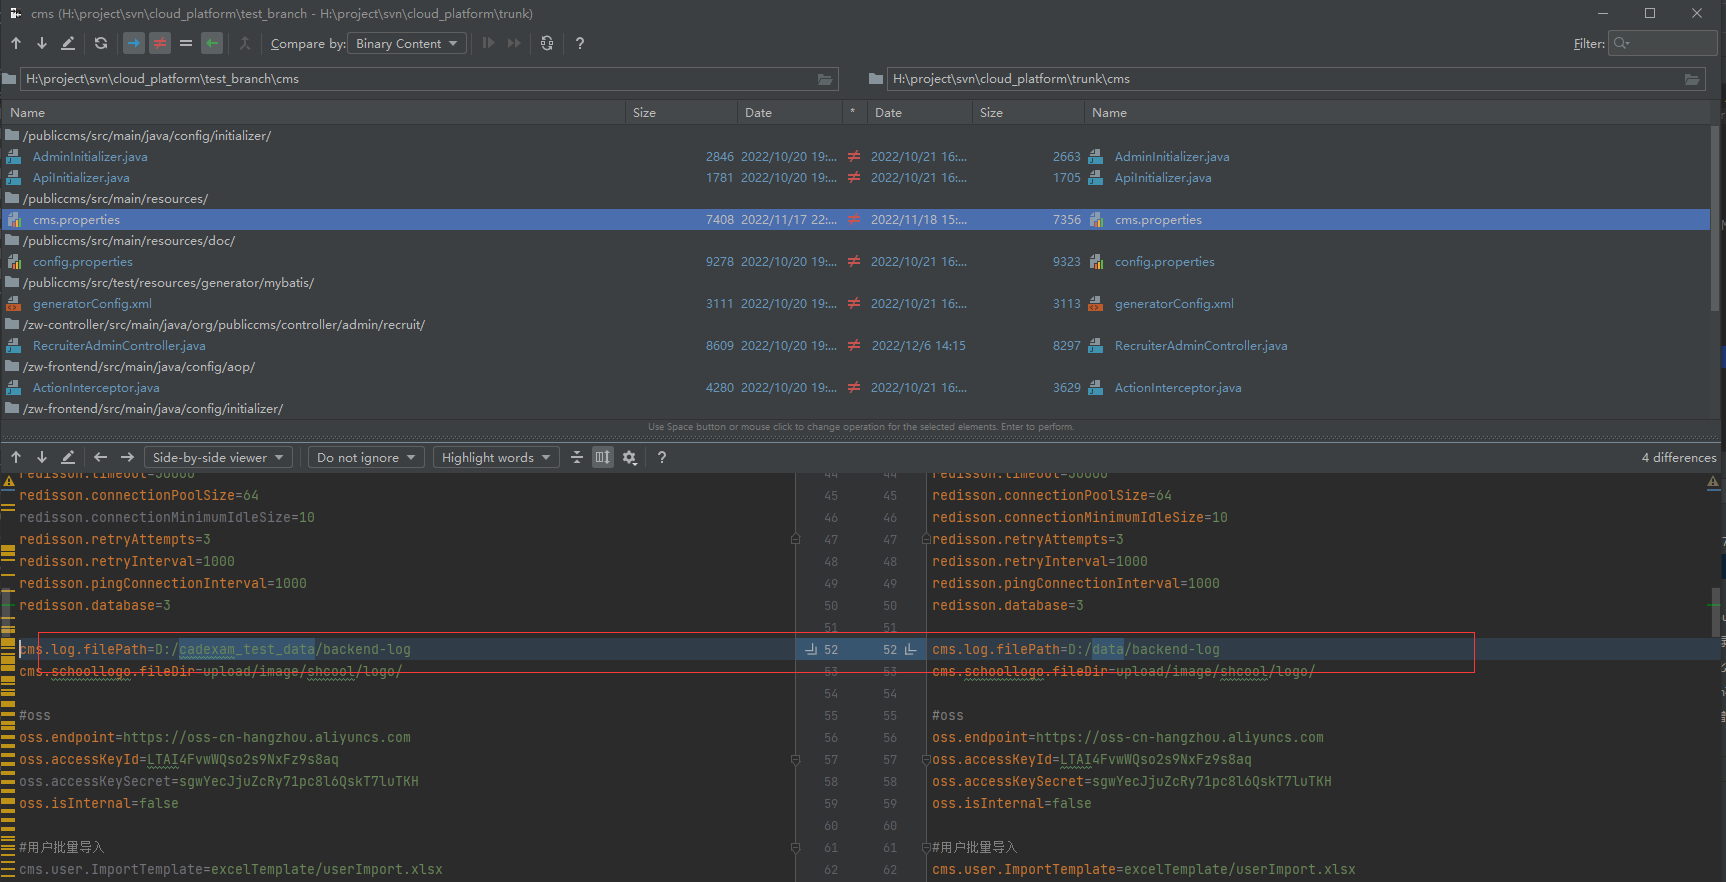 cms (H:\project\svn\cloud_platform\test_branch - H:\project\svn\cloud_platform\trunk)
Compare by: Binary Content
?
Filter:
H:\project\svn\cloud_platform\test_branch\cms H:\project\svn\cloud_platform\trunk\cms
Name Size Date * Date Size Name
/publiccms/src/main/java/config/initializer/
AdminInitializer.java 2846 2022/10/20 19:... ≠ 2022/10/21 16:... 2663 AdminInitializer.java
ApiInitializer.java 1781 2022/10/20 19:... ≠ 2022/10/21 16:... 1705 ApiInitializer.java
/publiccms/src/main/resources/
cms.properties 7408 2022/11/17 22:... ≠ 2022/11/18 15:... 7356 cms.properties
/publiccms/src/main/resources/doc/
config.properties 9278 2022/10/20 19:... ≠ 2022/10/21 16:... 9323 config.properties
/publiccms/src/test/resources/generator/mybatis/
generatorConfig.xml 3111 2022/10/20 19:... ≠ 2022/10/21 16:... 3113 generatorConfig.xml
/zw-controller/src/main/java/org/publiccms/controller/admin/recruit/
RecruiterAdminController.java 8609 2022/10/20 19:... ≠ 2022/12/6 14:15 8297 RecruiterAdminController.java
/zw-frontend/src/main/java/config/aop/
ActionInterceptor.java 4280 2022/10/20 19:... ≠ 2022/10/21 16:... 3629 ActionInterceptor.java
/zw-frontend/src/main/java/config/initializer/
Use Space button or mouse click to change operation for the selected elements. Enter to perform.
Side-by-side viewer Do not ignore Highlight words ? 4 differences
redisson.timeout=30000 44 44 redisson.timeout=30000
redisson.connectionPoolSize=64 45 45 redisson.connectionPoolSize=64
redisson.connectionMinimumIdleSize=10 46 46 redisson.connectionMinimumIdleSize=10
redisson.retryAttempts=3 47 47 redisson.retryAttempts=3
redisson.retryInterval=1000 48 48 redisson.retryInterval=1000
redisson.pingConnectionInterval=1000 49 49 redisson.pingConnectionInterval=1000
redisson.database=3 50 50 redisson.database=3
51 51
cms.log.filePath=D:/cadexam_test_data/backend-log 52 52 cms.log.filePath=D:/data/backend-log
cms.schoollogo.fileDir=upload/image/shcool/logo/ 53 53 cms.schoollogo.fileDir=upload/image/shcool/logo/
54 54
#oss 55 55 #oss
oss.endpoint=https://oss-cn-hangzhou.aliyuncs.com 56 56 oss.endpoint=https://oss-cn-hangzhou.aliyuncs.com
oss.accessKeyId=LTAI4FvwWQso2s9NxFz9s8aq 57 57 oss.accessKeyId=LTAI4FvwWQso2s9NxFz9s8aq
oss.accessKeySecret=sgwYecJjuZcRy71pc8l6QskT7luTKH 58 58 oss.accessKeySecret=sgwYecJjuZcRy71pc8l6QskT7luTKH
oss.isInternal=false 59 59 oss.isInternal=false
60 60
#用户批量导入 61 61 #用户批量导入
cms.user.ImportTemplate=excelTemplate/userImport.xlsx 62 62 cms.user.ImportTemplate=excelTemplate/userImport.xlsx